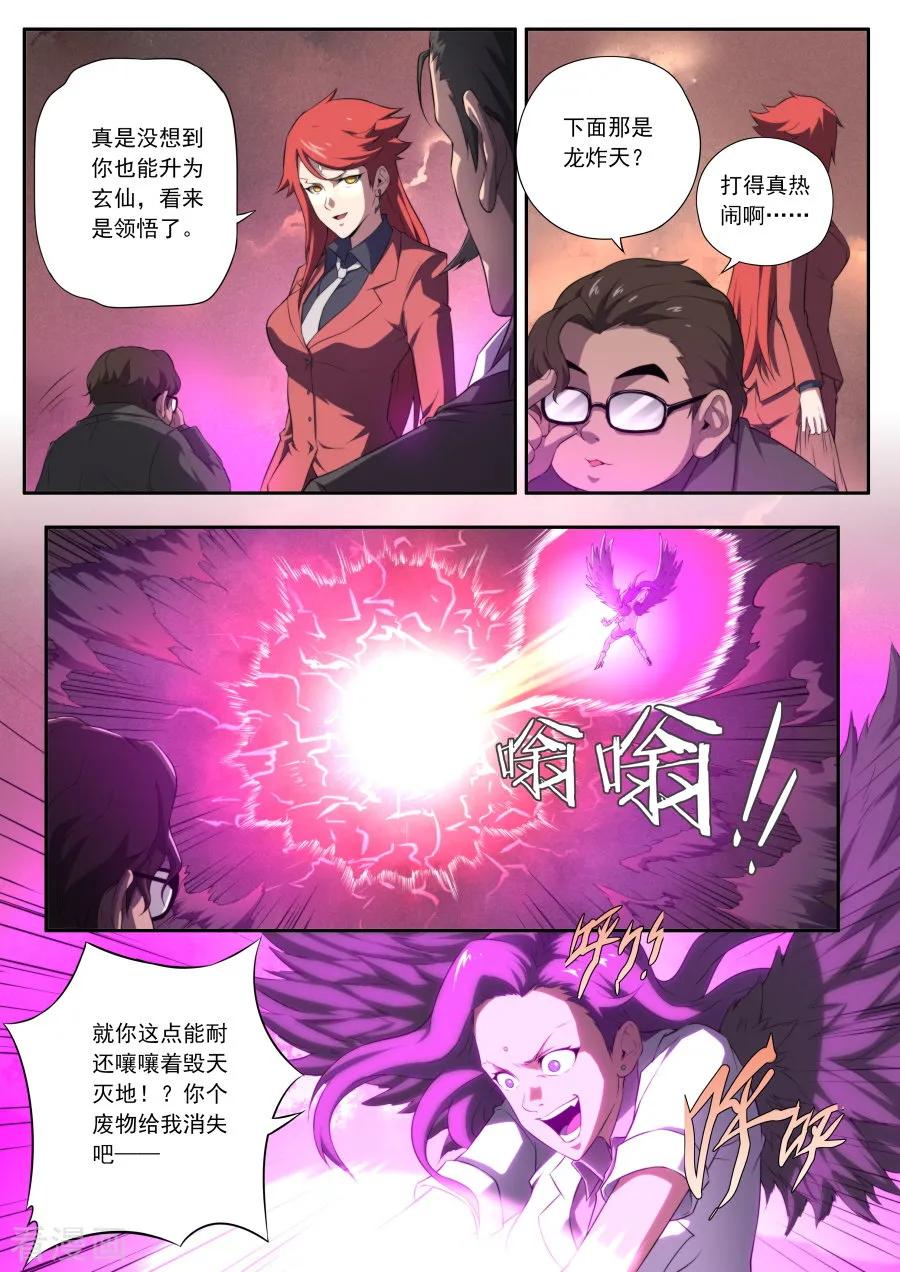 真是没想到
你也能升为
玄仙，看来
是领悟了。
下面那是
龙炸天？
打得真热
闹啊……
嗡嗡！！
呼？！
就你这点能耐
还嚷嚷着毁天
灭地！？你个
废物给我消失
吧——
呼呼
看漫画